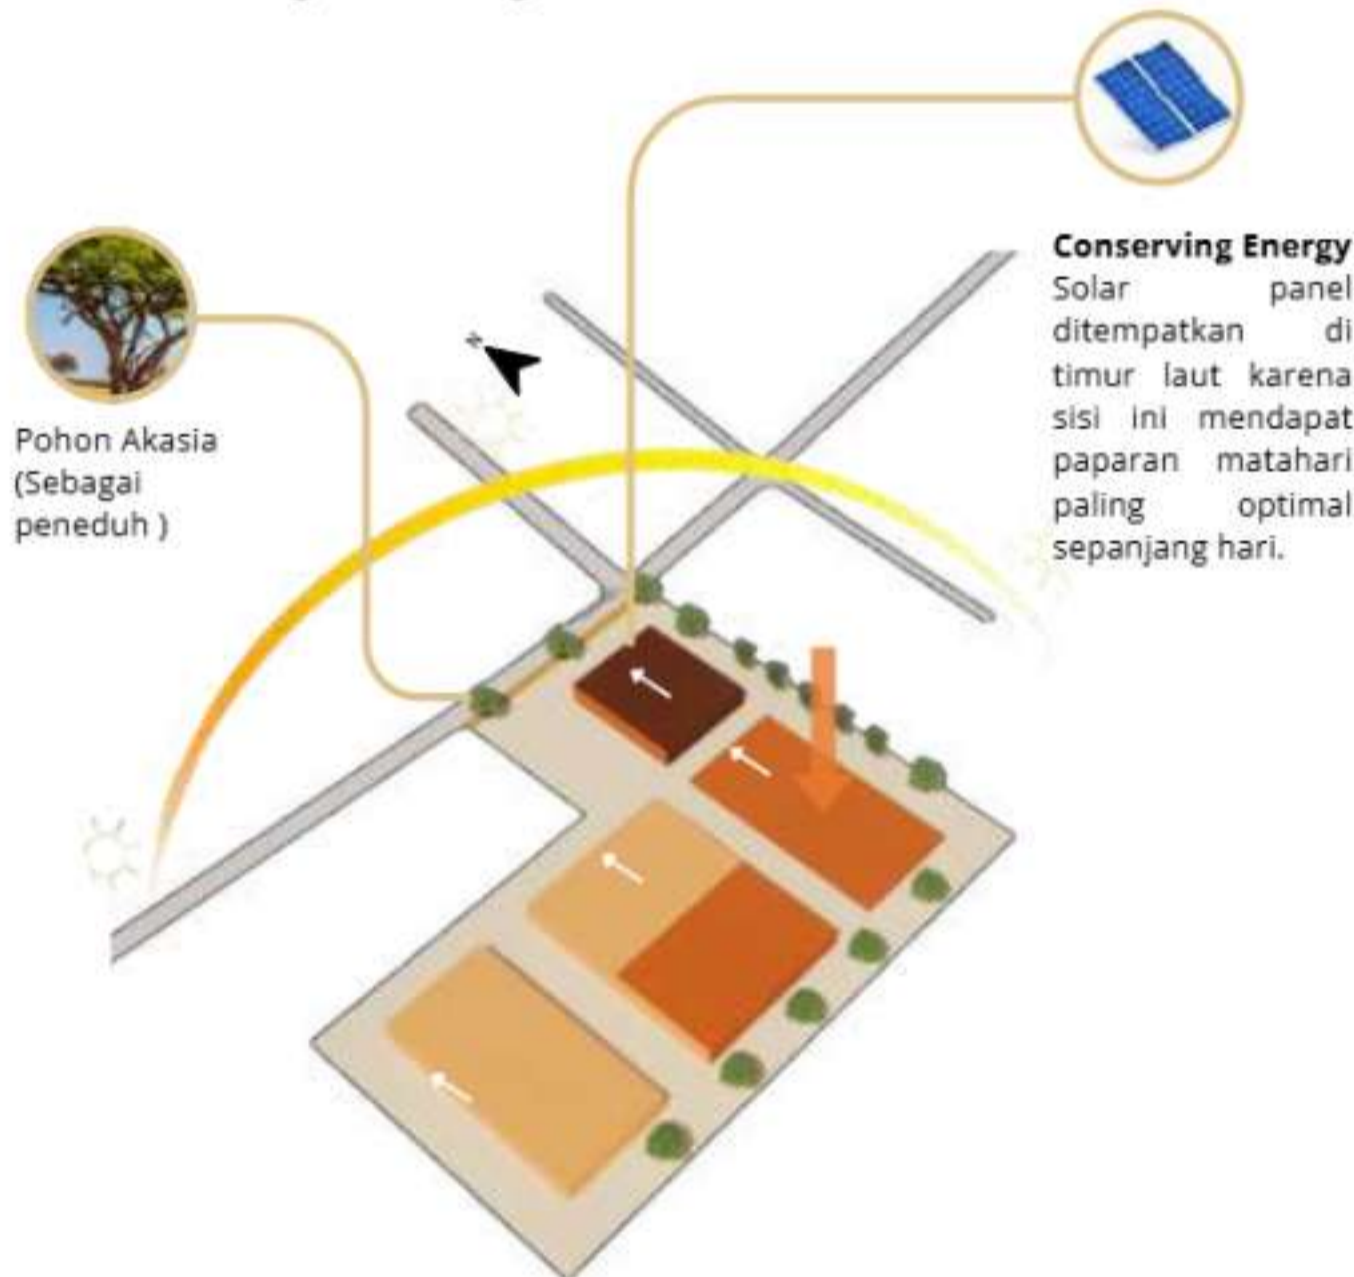 Conserving Energy
Solar panel
ditempatkan di
timur laut karena
sisi ini mendapat
paparan matahari
paling optimal
sepanjang hari.
N
Pohon Akasia
(Sebagai
peneduh )